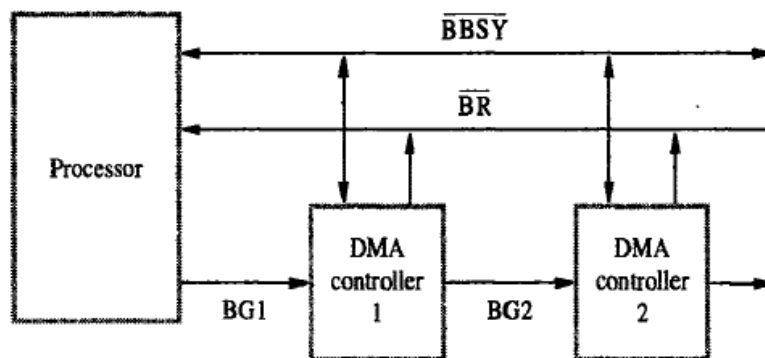 BBSY
BR
Processor
DMA
controller
1
DMA
controller
2
BG1
BG2